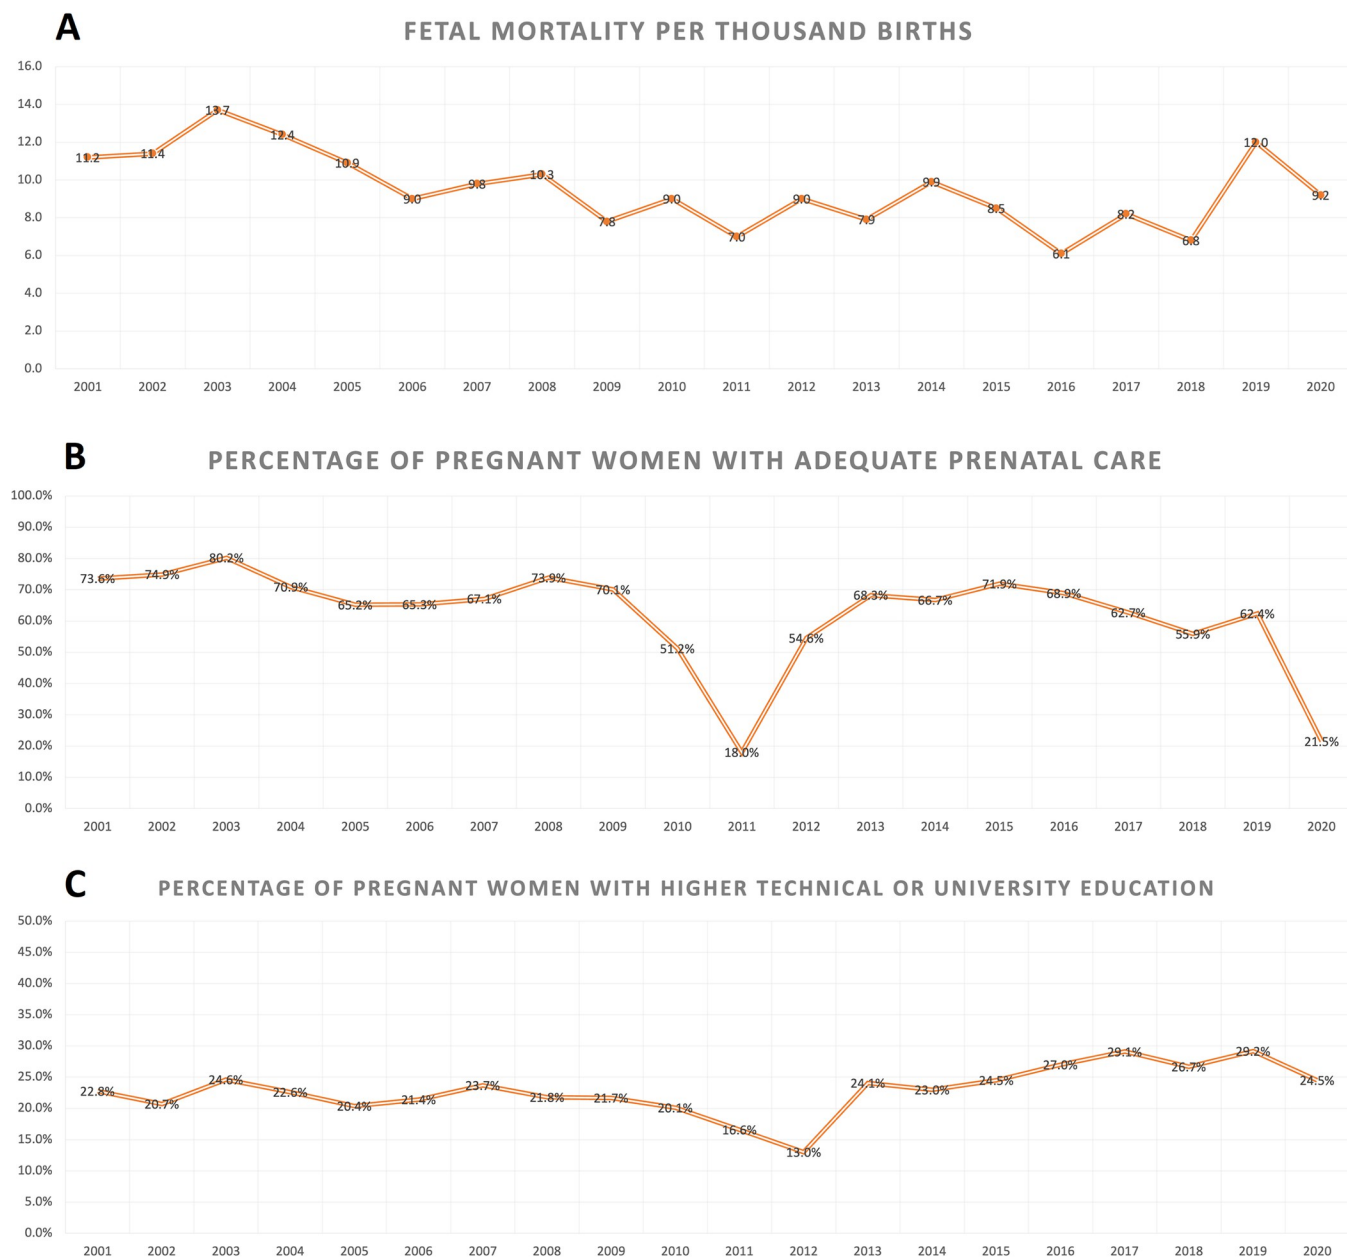 A
FETAL MORTALITY PER THOUSAND BIRTHS
16.0
14.0
12.0
10.0
8.0
6.0
4.0
2.0
0.0
11.2 11.4 13.7 12.4 10.9 9.0 9.8 10.3 7.8 9.0 7.0 9.0 7.9 9.9 8.5 6.1 8.2 6.8 12.0 9.2
2001 2002 2003 2004 2005 2006 2007 2008 2009 2010 2011 2012 2013 2014 2015 2016 2017 2018 2019 2020
B
PERCENTAGE OF PREGNANT WOMEN WITH ADEQUATE PRENATAL CARE
100.0%
90.0%
80.0%
70.0%
60.0%
50.0%
40.0%
30.0%
20.0%
10.0%
0.0%
73.6% 74.9% 80.2% 70.9% 65.2% 65.3% 67.1% 73.9% 70.1% 51.2% 18.0% 54.6% 68.3% 66.7% 71.9% 68.9% 62.7% 55.9% 62.4% 21.5%
2001 2002 2003 2004 2005 2006 2007 2008 2009 2010 2011 2012 2013 2014 2015 2016 2017 2018 2019 2020
C
PERCENTAGE OF PREGNANT WOMEN WITH HIGHER TECHNICAL OR UNIVERSITY EDUCATION
50.0%
45.0%
40.0%
35.0%
30.0%
25.0%
20.0%
15.0%
10.0%
5.0%
0.0%
22.8% 20.7% 24.6% 22.6% 20.4% 21.4% 23.7% 21.8% 21.7% 20.1% 16.6% 13.0% 24.1% 23.0% 24.5% 27.0% 29.1% 26.7% 29.2% 24.5%
2001 2002 2003 2004 2005 2006 2007 2008 2009 2010 2011 2012 2013 2014 2015 2016 2017 2018 2019 2020